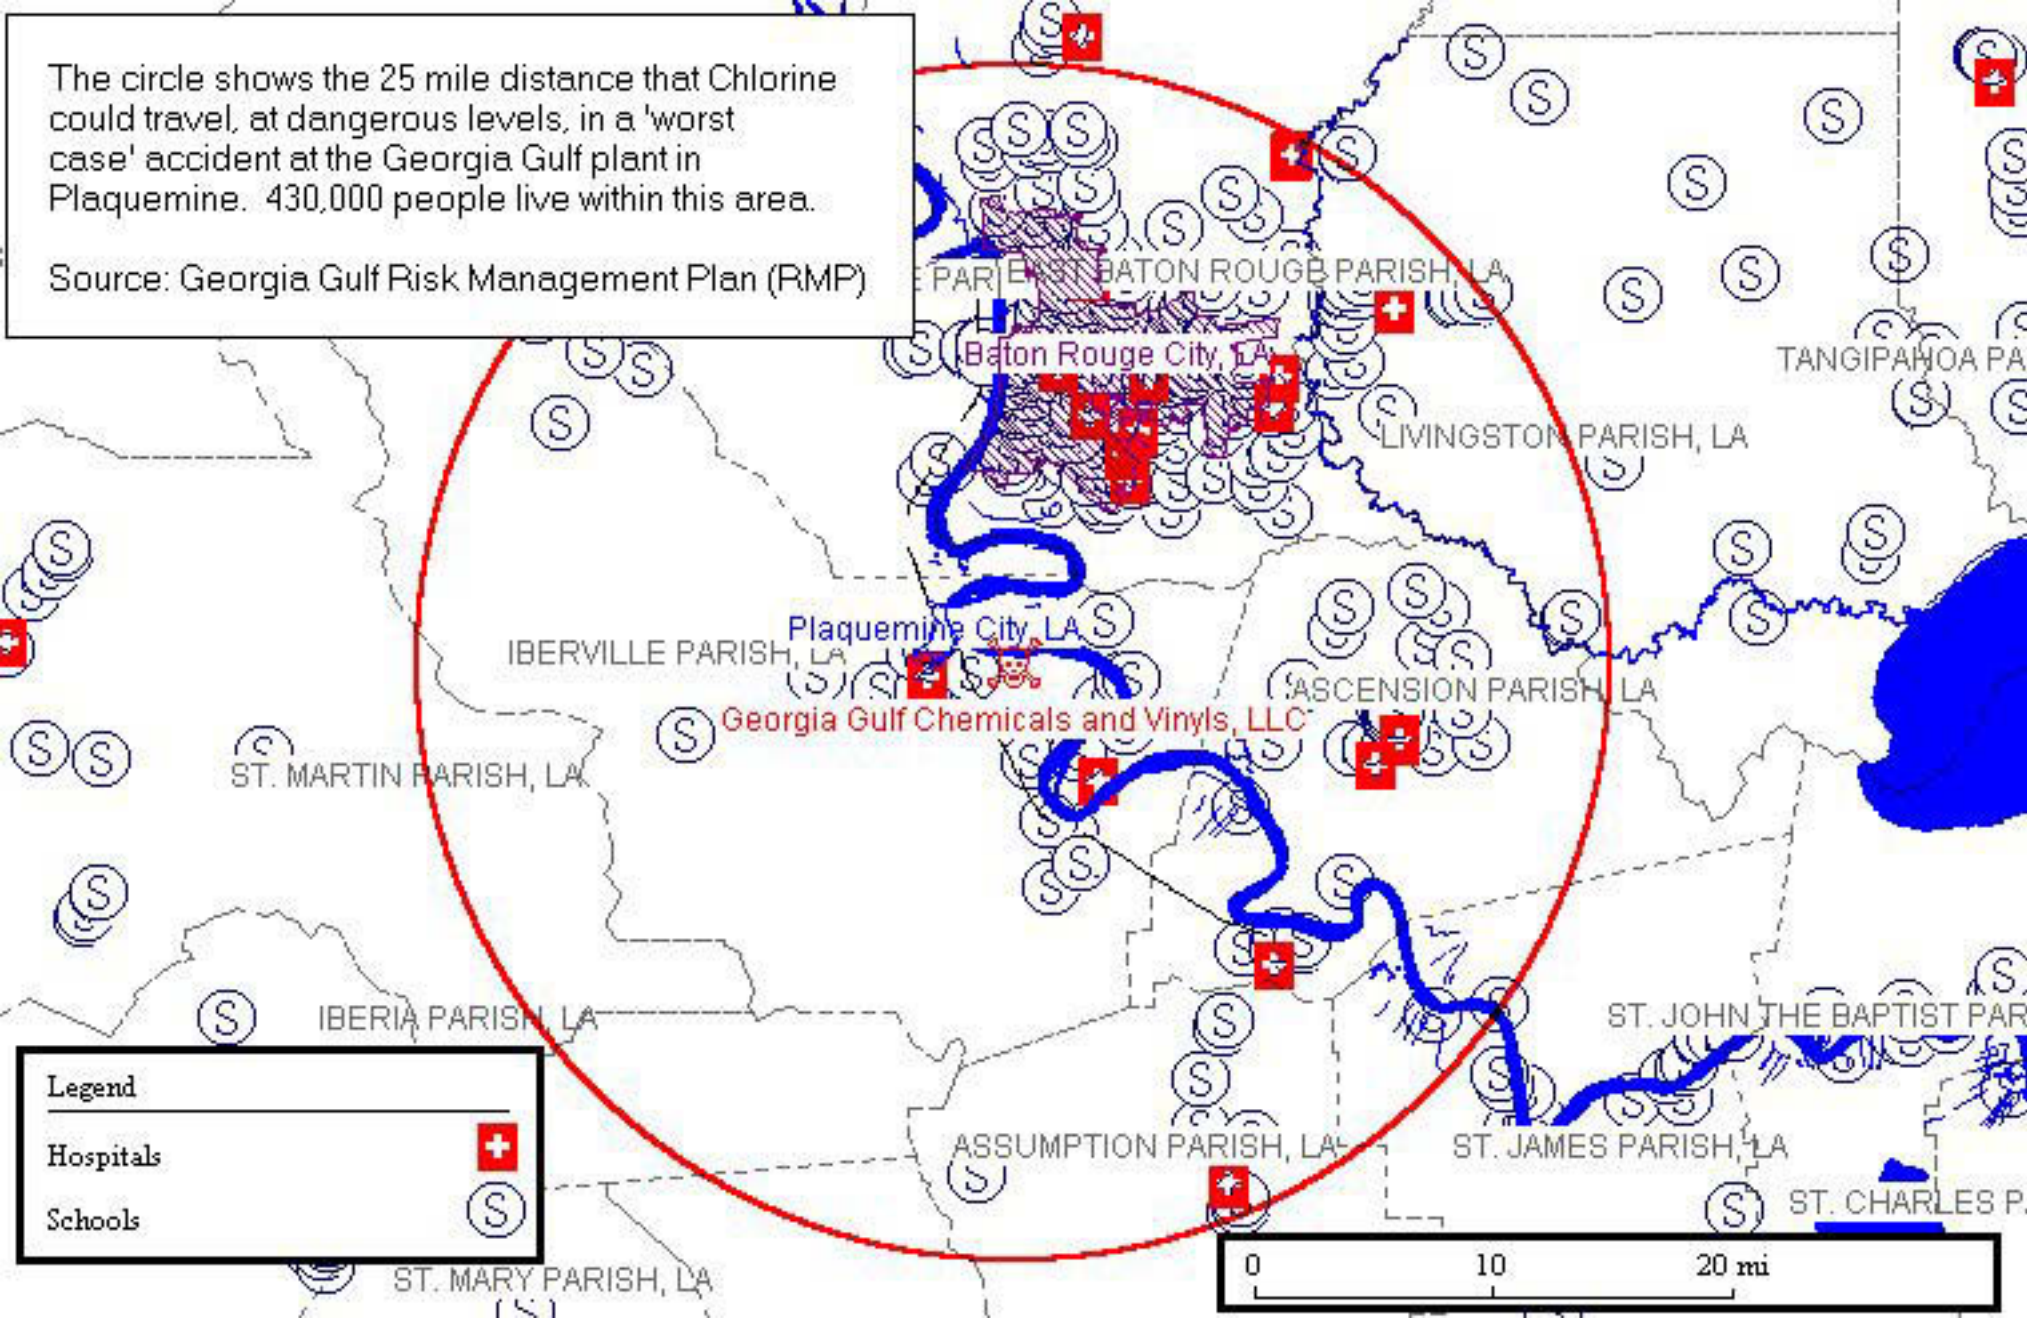 The circle shows the 25 mile distance that Chlorine
could travel, at dangerous levels, in a 'worst
case' accident at the Georgia Gulf plant in
Plaquemine. 430,000 people live within this area.
Source: Georgia Gulf Risk Management Plan (RMP)
E PARI
EAST BATON ROUGE PARISH, LA
Baton Rouge City, LA
TANGIPAHOA PA
LIVINGSTON PARISH, LA
Plaquemine City, LA
IBERVILLE PARISH, LA
ASCENSION PARISH, LA
Georgia Gulf Chemicals and Vinyls, LLC
ST. MARTIN PARISH, LA
IBERIA PARISH, LA
ST. JOHN THE BAPTIST PAR
ASSUMPTION PARISH, LA
ST. JAMES PARISH, LA
ST. CHARLES P
ST. MARY PARISH, LA
Legend
Hospitals
Schools
S
0 10 20 mi